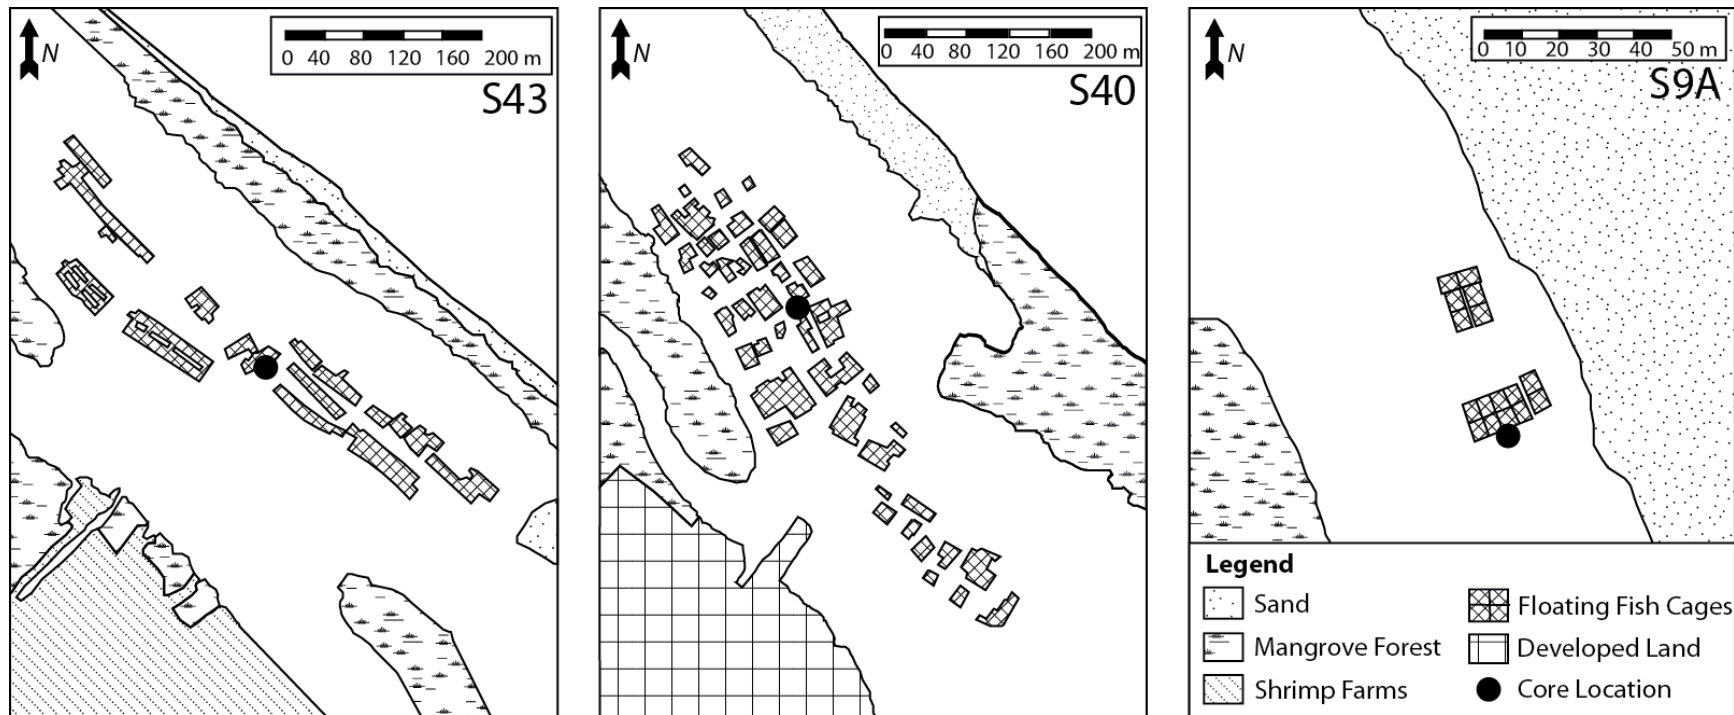 N
0 40 80 120 160 200 m
S43
N
0 40 80 120 160 200 m
S40
N
0 10 20 30 40 50 m
S9A
Legend
Sand
Mangrove Forest
Shrimp Farms
Floating Fish Cages
Developed Land
Core Location